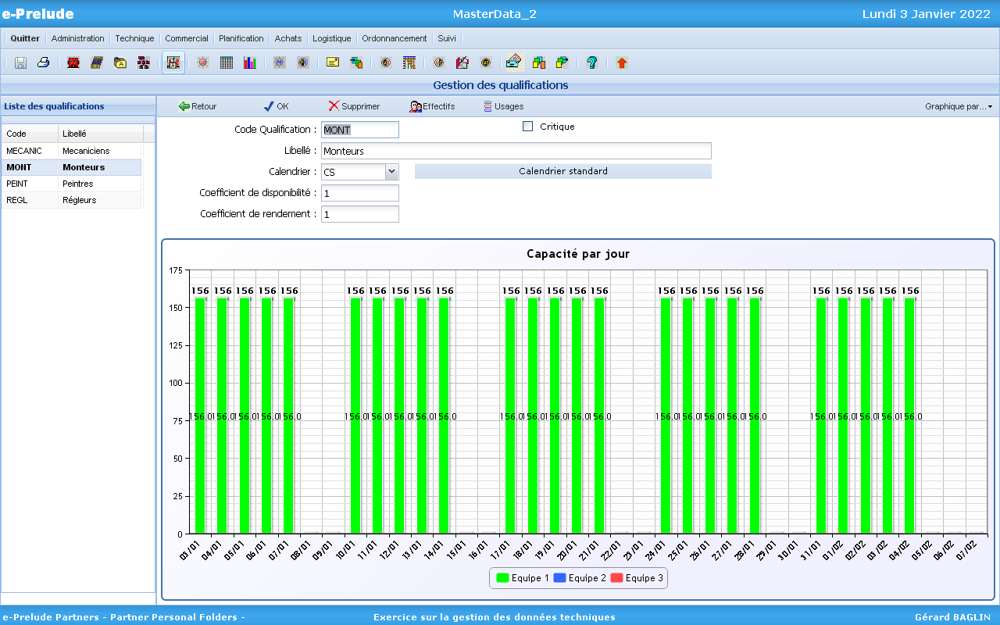 e-Prelude MasterData_2 Lundi 3 Janvier 2022
Quitter Administration Technique Commercial Planification Achats Logistique Ordonnancement Suivi
Gestion des qualifications
Liste des qualifications
Code Libellé
MECANIC Mecaniciens
MONT Monteurs
PEINT Peintres
REGL Régleurs
Retour OK Supprimer Effectifs Usages Graphique par...
Code Qualification : MONT Critique
Libellé : Monteurs
Calendrier : CS Calendrier standard
Coefficient de disponibilité : 1
Coefficient de rendement : 1
Capacité par jour
175
156 156 156 156 156 156 156 156 156 156 156 156 156 156 156 156 156 156 156 156 156 156 156 156 156
150
125
100
156.0 156.0 156.0 156.0 156.0 156.0 156.0 156.0 156.0 156.0 156.0 156.0 156.0 156.0 156.0 156.0 156.0 156.0 156.0 156.0 156.0 156.0 156.0 156.0 156.0
75
50
25
0
03/01 04/01 05/01 06/01 07/01 08/01 09/01 10/01 11/01 12/01 13/01 14/01 15/01 16/01 17/01 18/01 19/01 20/01 21/01 22/01 23/01 24/01 25/01 26/01 27/01 28/01 29/01 30/01 31/01 01/02 02/02 03/02 04/02 05/02 06/02 07/02
Equipe 1 Equipe 2 Equipe 3
e-Prelude Partners - Partner Personal Folders - Exercice sur la gestion des données techniques Gérard BAGLIN